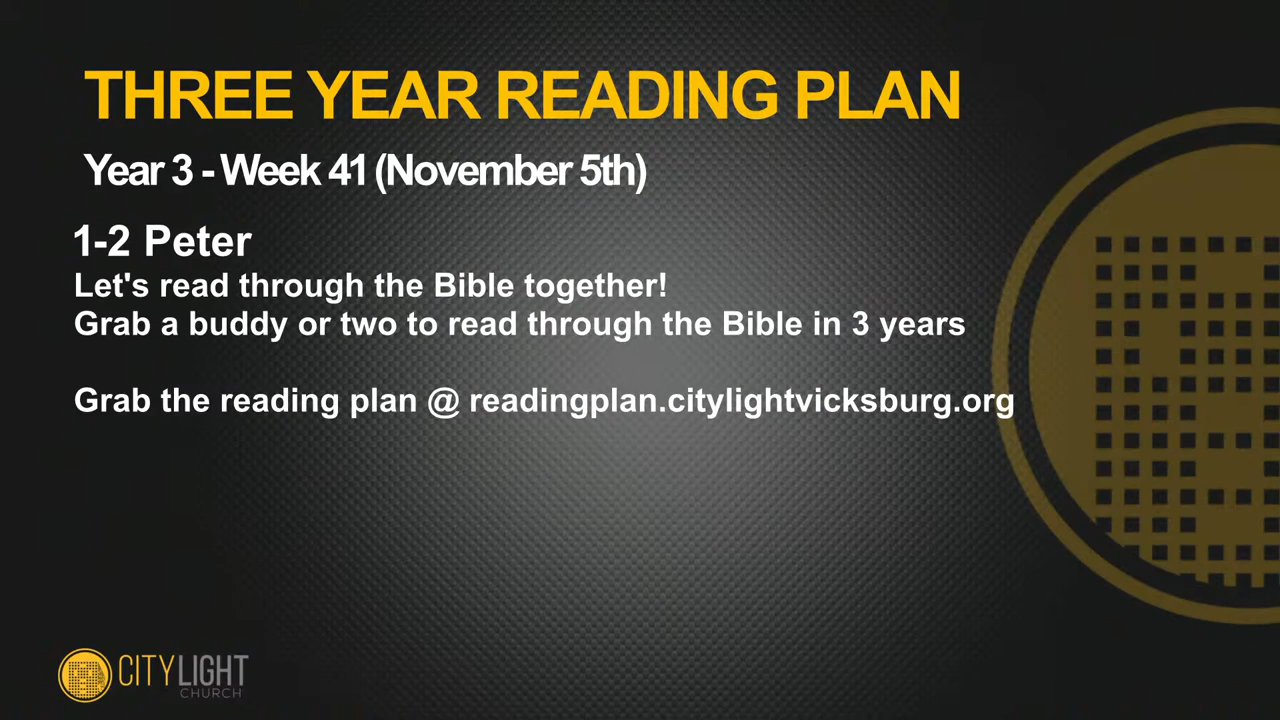 THREE YEAR READING PLAN
Year 3 - Week 41 (November 5th)
1-2 Peter
Let's read through the Bible together!
Grab a buddy or two to read through the Bible in 3 years
Grab the reading plan @ readingplan.citylightvicksburg.org
CITYLIGHT
CHURCH